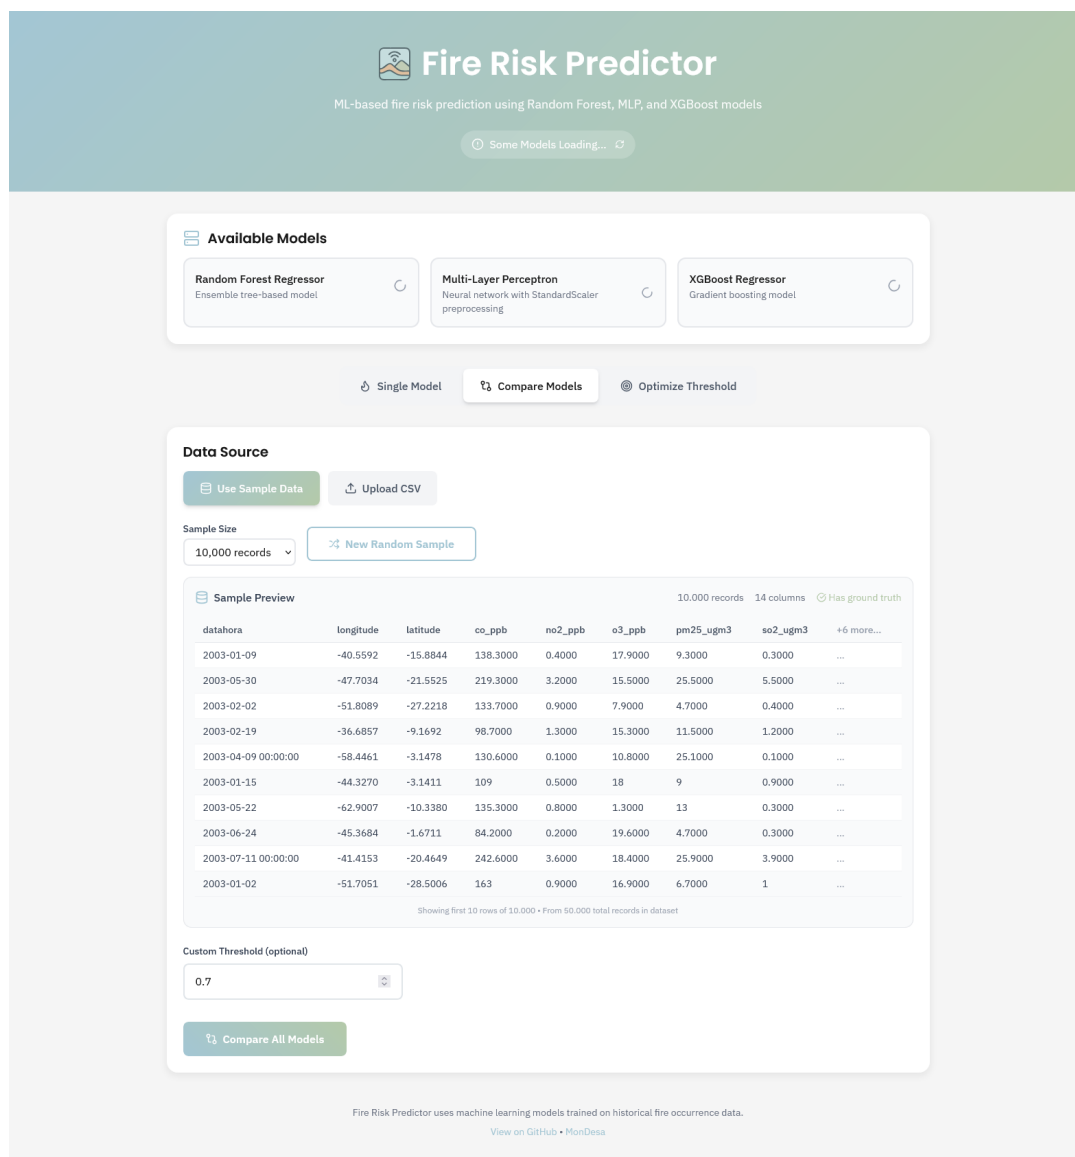 Fire Risk Predictor
ML-based fire risk prediction using Random Forest, MLP, and XGBoost models
Some Models Loading...
Available Models
Random Forest Regressor
Ensemble tree-based model
Multi-Layer Perceptron
Neural network with StandardScaler
preprocessing
XGBoost Regressor
Gradient boosting model
Single Model Compare Models Optimize Threshold
Data Source
Use Sample Data Upload CSV
Sample Size
10,000 records New Random Sample
Sample Preview 10.000 records 14 columns Has ground truth
datahora longitude latitude co_ppb no2_ppb o3_ppb pm25_ugm3 so2_ugm3 +6 more...
2003-01-09 -40.5592 -15.8844 138.3000 0.4000 17.9000 9.3000 0.3000 ...
2003-05-30 -47.7034 -21.5525 219.3000 3.2000 15.5000 25.5000 5.5000 ...
2003-02-02 -51.8089 -27.2218 133.7000 0.9000 7.9000 4.7000 0.4000 ...
2003-02-19 -36.6857 -9.1692 98.7000 1.3000 15.3000 11.5000 1.2000 ...
2003-04-09 00:00:00 -58.4461 -3.1478 130.6000 0.1000 10.8000 25.1000 0.1000 ...
2003-01-15 -44.3270 -3.1411 109 0.5000 18 9 0.9000 ...
2003-05-22 -62.9007 -10.3380 135.3000 0.8000 1.3000 13 0.3000 ...
2003-06-24 -45.3684 -1.6711 84.2000 0.2000 19.6000 4.7000 0.3000 ...
2003-07-11 00:00:00 -41.4153 -20.4649 242.6000 3.6000 18.4000 25.9000 3.9000 ...
2003-01-02 -51.7051 -28.5006 163 0.9000 16.9000 6.7000 1 ...
Showing first 10 rows of 10.000 • From 50.000 total records in dataset
Custom Threshold (optional)
0.7
Compare All Models
Fire Risk Predictor uses machine learning models trained on historical fire occurrence data.
View on GitHub • MonDesa